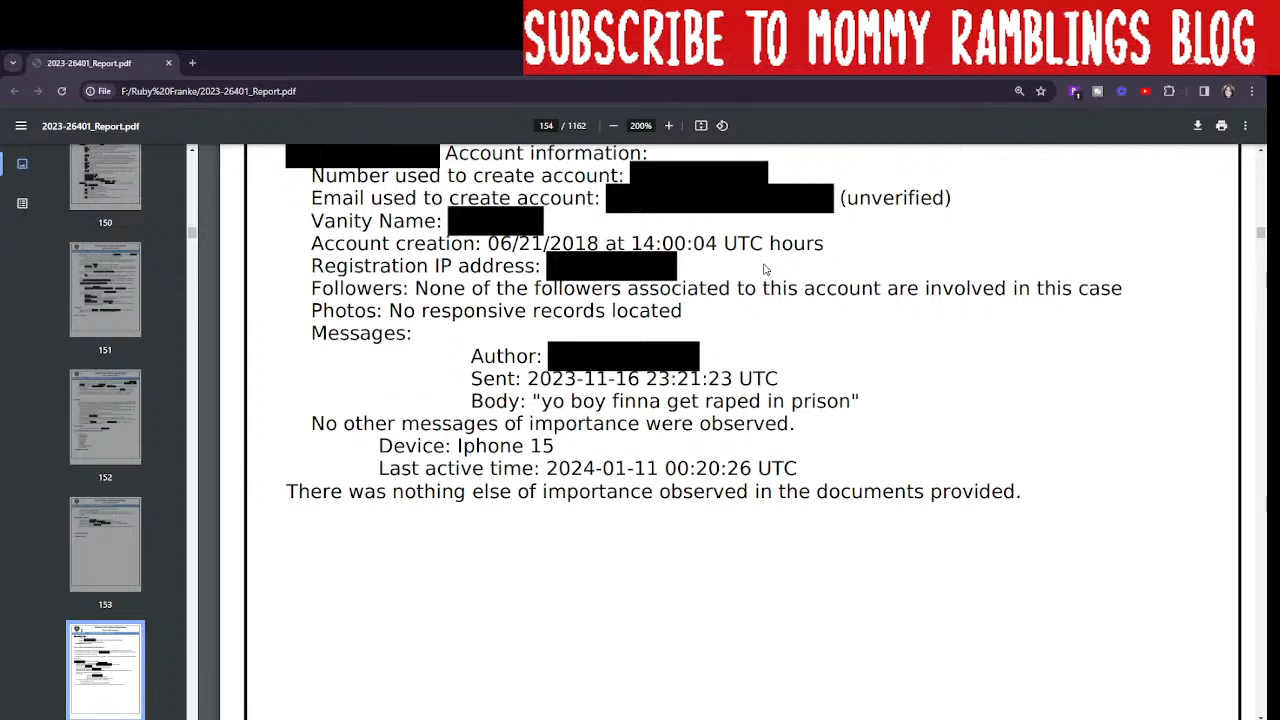 SUBSCRIBE TO MOMMY RAMBLINGS BLOG
2023-26401_Report.pdf
File F:/Ruby%20Franke/2023-26401_Report.pdf
2023-26401_Report.pdf 154 / 1162 200%
Account information:
Number used to create account:
Email used to create account: (unverified)
Vanity Name:
Account creation: 06/21/2018 at 14:00:04 UTC hours
Registration IP address:
Followers: None of the followers associated to this account are involved in this case
Photos: No responsive records located
Messages:
Author:
Sent: 2023-11-16 23:21:23 UTC
Body: "yo boy finna get raped in prison"
No other messages of importance were observed.
Device: Iphone 15
Last active time: 2024-01-11 00:20:26 UTC
There was nothing else of importance observed in the documents provided.
150
151
152
153